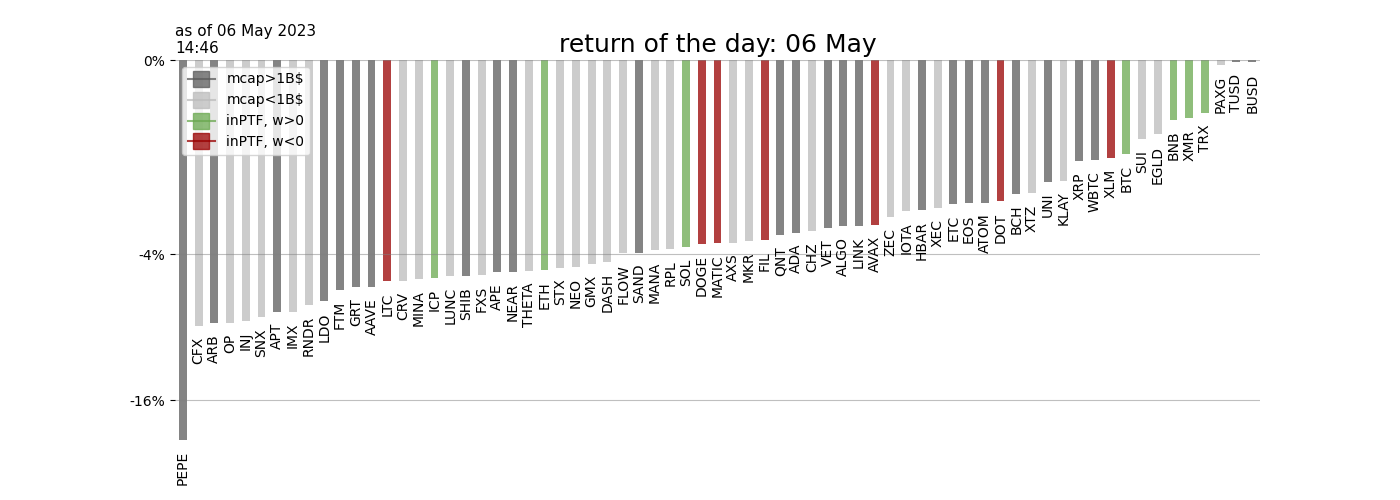 as of 06 May 2023
14:46
return of the day: 06 May
0%
-4%
-16%
mcap>1B$
mcap<1B$
inPTF, w>0
inPTF, w<0
PEPE
CFX
ARB
OP
INJ
SNX
APT
IMX
RNDR
LDO
FTM
GRT
AAVE
LTC
CRV
MINA
ICP
LUNC
SHIB
FXS
APE
NEAR
THETA
ETH
STX
NEO
GMX
DASH
FLOW
SAND
MANA
RPL
SOL
DOGE
MATIC
AXS
MKR
FIL
QNT
ADA
CHZ
VET
ALGO
LINK
AVAX
ZEC
IOTA
HBAR
XEC
ETC
EOS
ATOM
DOT
BCH
XTZ
UNI
KLAY
XRP
WBTC
XLM
BTC
SUI
EGLD
BNB
XMR
TRX
PAXG
TUSD
BUSD